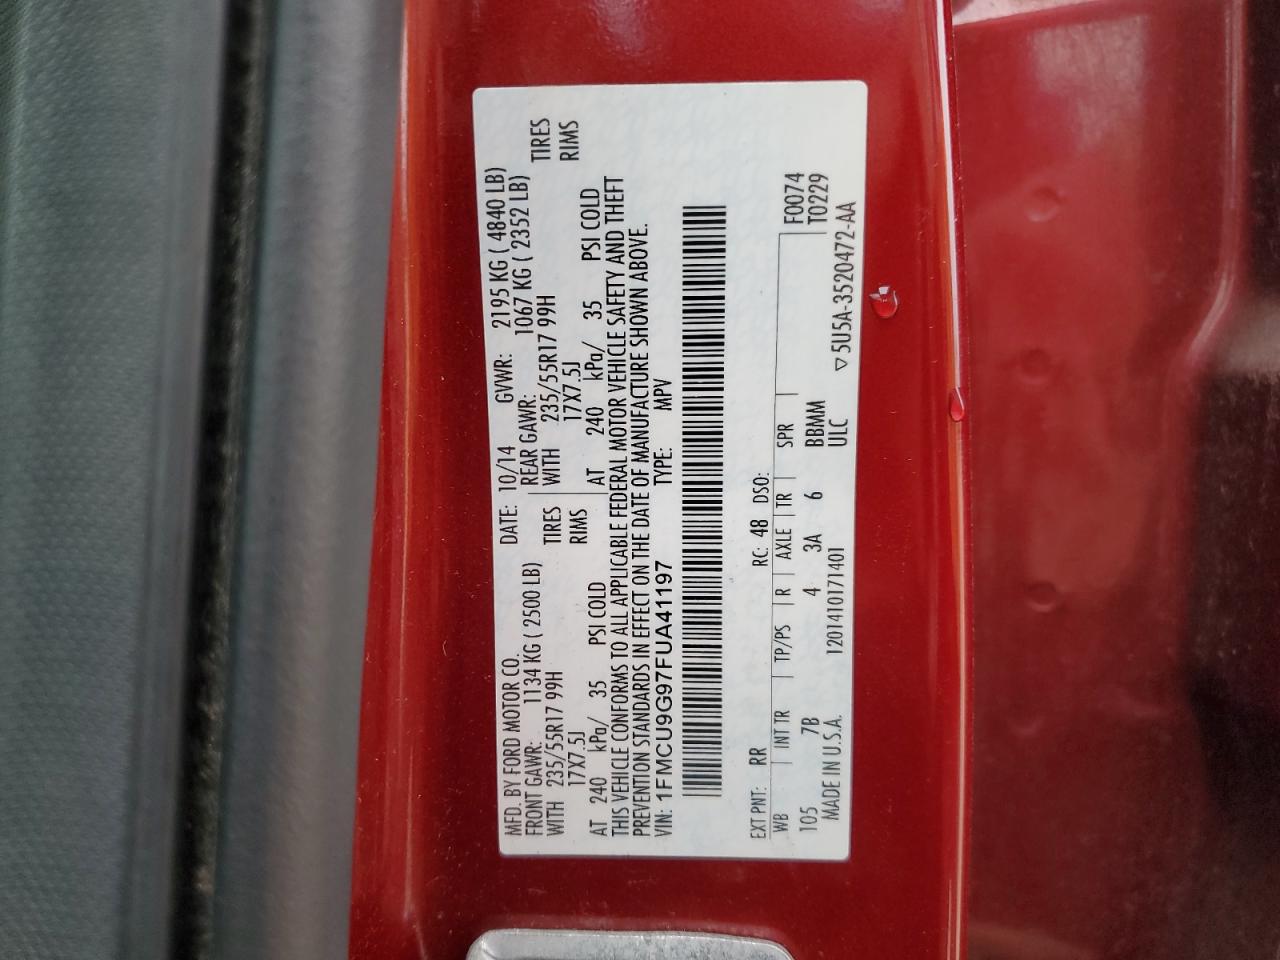 MFD. BY FORD MOTOR CO. DATE: 10/14 GVWR: 2195 KG ( 4840 LB)
FRONT GAWR: 1134 KG ( 2500 LB) REAR GAWR: 1067 KG ( 2352 LB)
WITH 235/55R17 99H TIRES WITH 235/55R17 99H TIRES
17X7.5J RIMS 17X7.5J RIMS
AT 240 kPa/ 35 PSI COLD AT 240 kPa/ 35 PSI COLD
THIS VEHICLE CONFORMS TO ALL APPLICABLE FEDERAL MOTOR VEHICLE SAFETY AND THEFT
PREVENTION STANDARDS IN EFFECT ON THE DATE OF MANUFACTURE SHOWN ABOVE.
VIN: 1FMCU9G97FUA41197 TYPE: MPV
EXT PNT: RR RC: 48 DSO:
WB INT TR TP/PS R AXLE TR SPR F0074
105 7B 4 3A 6 BBMM T0229
MADE IN U.S.A. 1201410171401 ULC ▽5U5A-3520472-AA